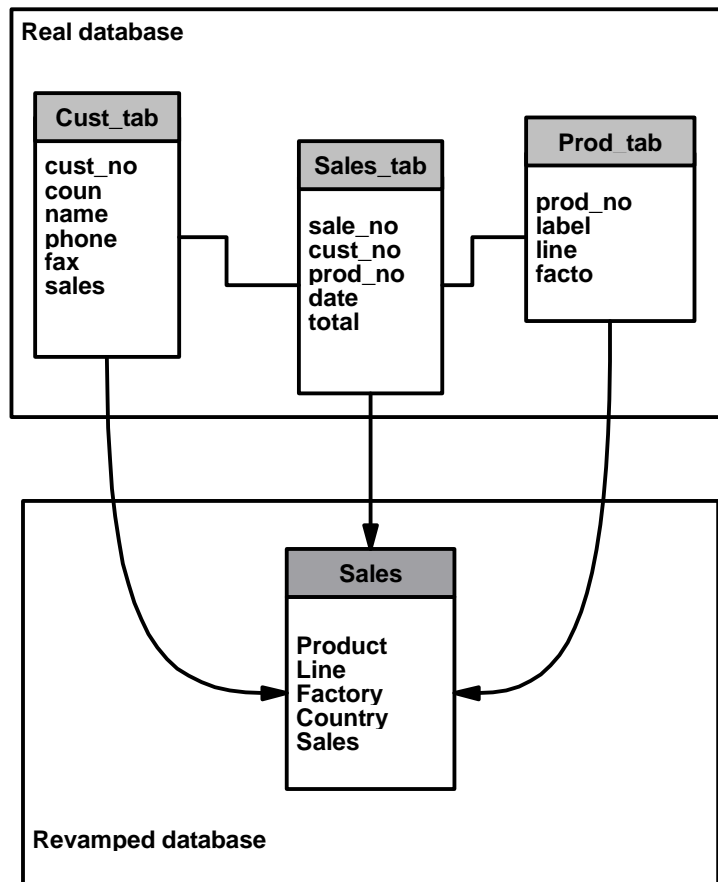 Real database
Cust_tab
cust_no
coun
name
phone
fax
sales
Sales_tab
sale_no
cust_no
prod_no
date
total
Prod_tab
prod_no
label
line
facto
Sales
Product
Line
Factory
Country
Sales
Revamped database